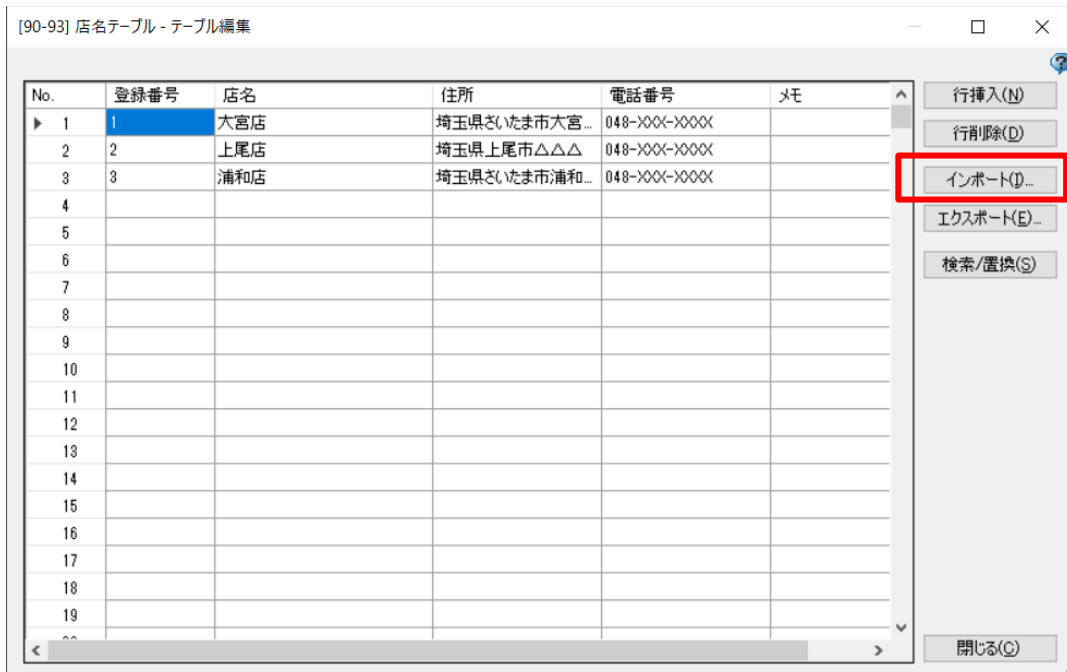 [90-93] 店名テーブル - テーブル編集
No. 登録番号 店名 住所 電話番号 メモ
1 1 大宮店 埼玉県さいたま市大宮... 048-XXX-XXXX
2 2 上尾店 埼玉県上尾市△△△ 048-XXX-XXXX
3 3 浦和店 埼玉県さいたま市浦和... 048-XXX-XXXX
4
5
6
7
8
9
10
11
12
13
14
15
16
17
18
19
行挿入(N)
行削除(D)
インポート(I)...
エクスポート(E)...
検索/置換(S)
閉じる(C)